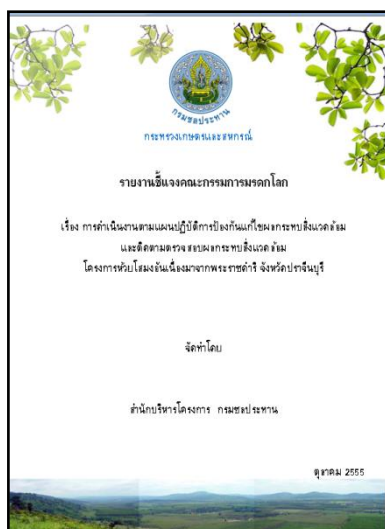 กรมชลประทาน
กระทรวงเกษตรและสหกรณ์
รายงานชี้แจงคณะกรรมการมรดกโลก
เรื่อง การดำเนินงานตามแผนปฏิบัติการป้องกันแก้ไขผลกระทบสิ่งแวดล้อม
และติดตามตรวจสอบผลกระทบสิ่งแวดล้อม
โครงการห้วยโสมงอันเนื่องมาจากพระราชดำริ จังหวัดปราจีนบุรี
จัดทำโดย
สำนักบริหารโครงการ กรมชลประทาน
ตุลาคม 2555